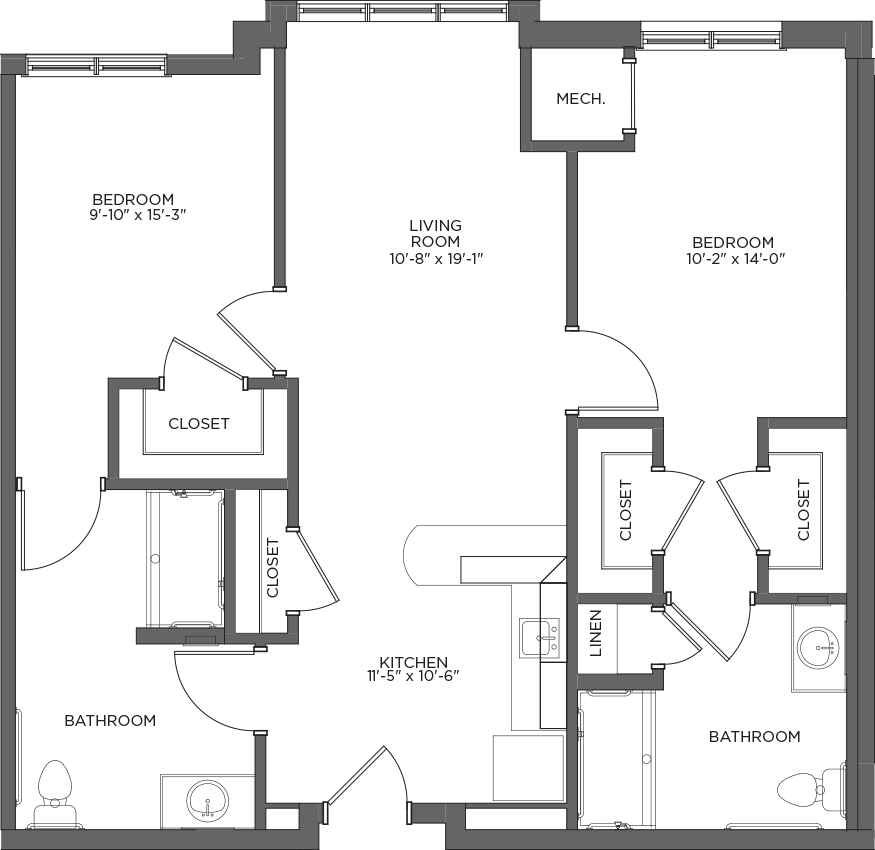 MECH.
BEDROOM
9'-10" x 15'-3"
LIVING
ROOM
10'-8" x 19'-1"
BEDROOM
10'-2" x 14'-0"
CLOSET
CLOSET
CLOSET
CLOSET
LINEN
KITCHEN
11'-5" x 10'-6"
BATHROOM
BATHROOM